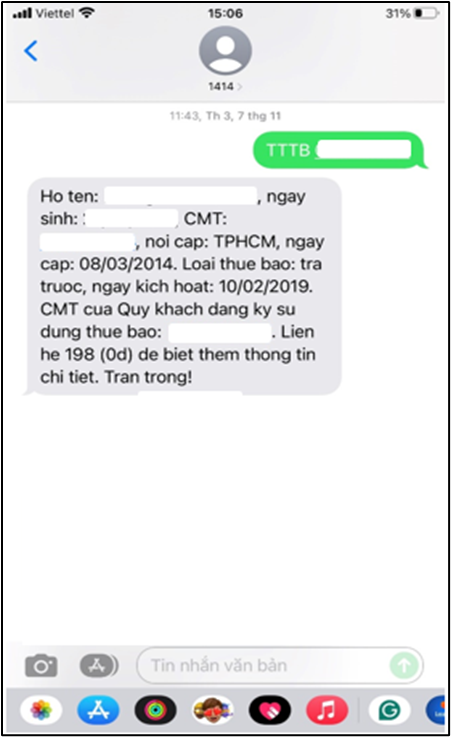 Viettel 15:06 31%
1414 >
11:43, Th 3, 7 thg 11
TTTB
Ho ten: , ngay
sinh: CMT:
, noi cap: TPHCM, ngay
cap: 08/03/2014. Loai thue bao: tra
truoc, ngay kich hoat: 10/02/2019.
CMT cua Quy khach dang ky su
dung thue bao: . Lien
he 198 (0d) de biet them thong tin
chi tiet. Tran trong!
Tin nhắn văn bản